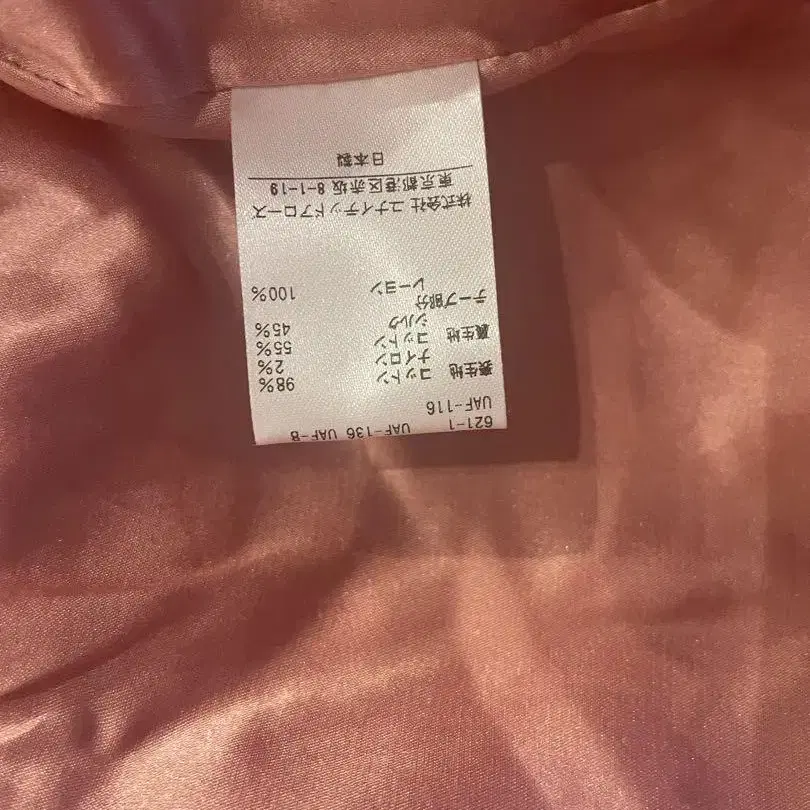 621-1 UAF-136 UAF-B
UAF-116
表生地 コットン 98%
ナイロン 2%
裏生地 コットン 55%
シルク 45%
テープ部分
レーヨン 100%
株式会社 ユナイテッドアローズ
東京都港区赤坂 8-1-19
日本製